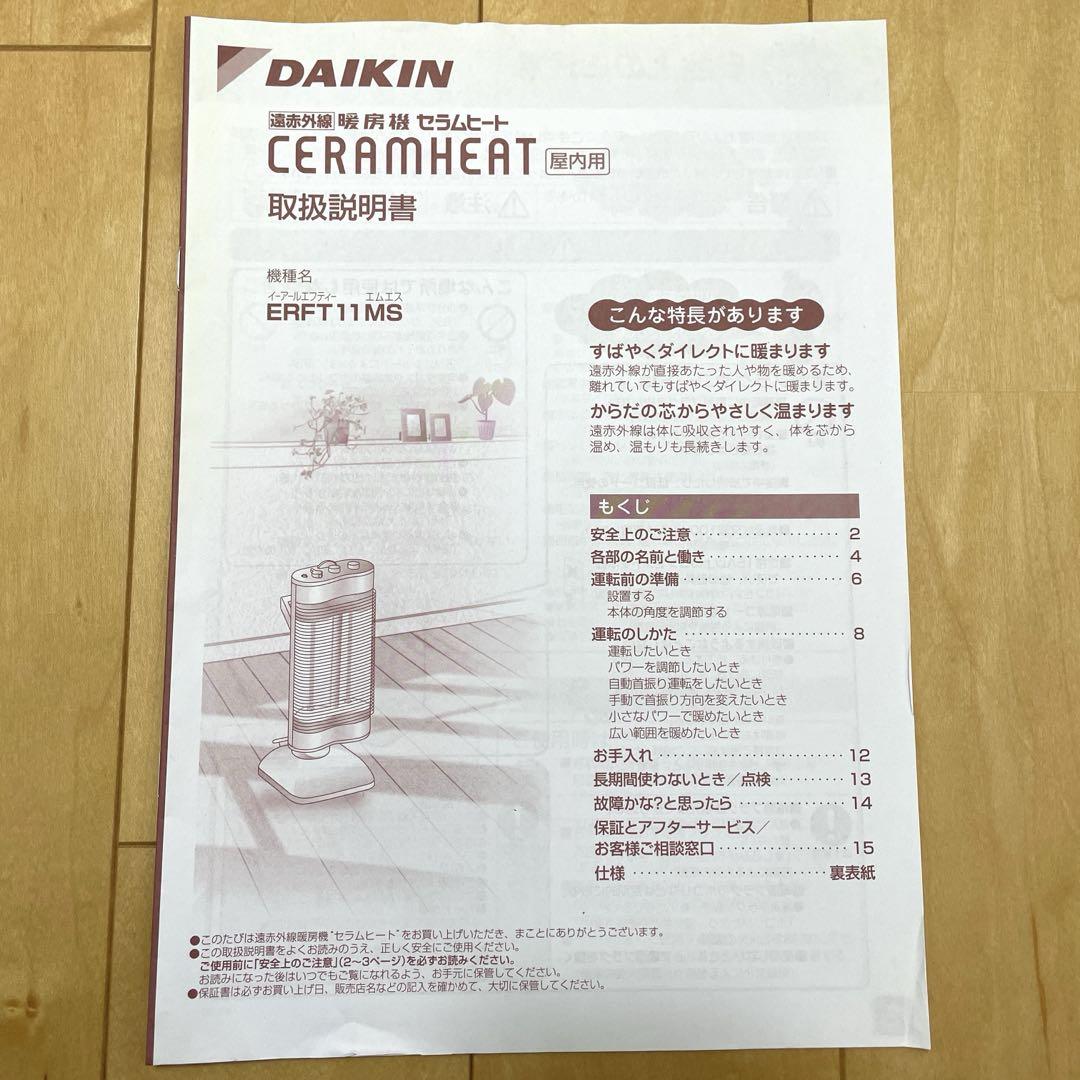 DAIKIN
遠赤外線 暖房機 セラムヒート
CERAMHEAT 屋内用
取扱説明書
機種名
イーアールエフティー エムエス
ERFT11MS
こんな特長があります
すばやくダイレクトに暖まります
遠赤外線が直接あたった人や物を暖めるため、
離れていてもすばやくダイレクトに暖まります。
からだの芯からやさしく温まります
遠赤外線は体に吸収されやすく、体を芯から
温め、温もりも長続きします。
もくじ
安全上のご注意 ···················· 2
各部の名前と働き ·················· 4
運転前の準備 ······················ 6
設置する
本体の角度を調節する
運転のしかた ······················ 8
運転したいとき
パワーを調節したいとき
自動首振り運転をしたいとき
手動で首振り方向を変えたいとき
小さなパワーで暖めたいとき
広い範囲を暖めたいとき
お手入れ ························· 12
長期間使わないとき／点検 ·········· 13
故障かな?と思ったら ··············· 14
保証とアフターサービス／
お客様ご相談窓口 ·················· 15
仕様 ·························· 裏表紙
●このたびは遠赤外線暖房機“セラムヒート”をお買い上げいただき、まことにありがとうございます。
●この取扱説明書をよくお読みのうえ、正しく安全にご使用ください。
ご使用前に「安全上のご注意」(2～3ページ)を必ずお読みください。
お読みになった後はいつでもご覧になれるよう、お手元に保管してください。
●保証書は必ずお買い上げ日、販売店名などの記入を確かめて、大切に保管してください。